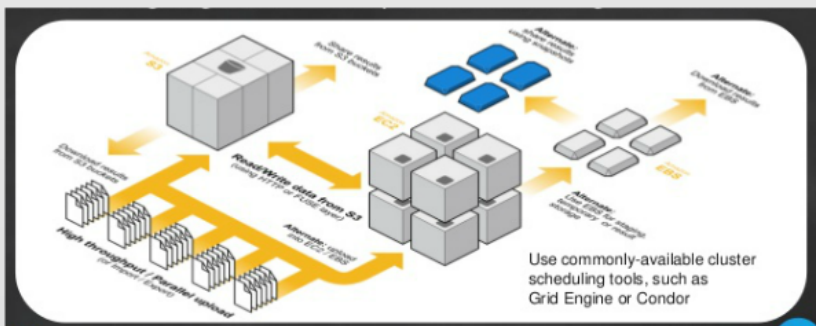 Amazon
S3
Share results
from S3 buckets
Alternate:
share results
using snapshots
Alternate:
Download results
from EBS
Amazon
EC2
Amazon
EBS
Download results
from S3 buckets
Read/Write data from S3
(using HTTP or FUSE layer)
Alternate: upload
into EC2 / EBS
Alternate:
Use EBS for staging,
temporary or result
storage
High throughput / Parallel upload
(or Import / Export)
Use commonly-available cluster
scheduling tools, such as
Grid Engine or Condor